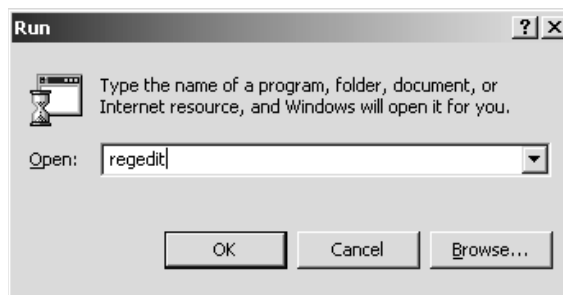 Run
Type the name of a program, folder, document, or
Internet resource, and Windows will open it for you.
Open: regedit
OK Cancel Browse...